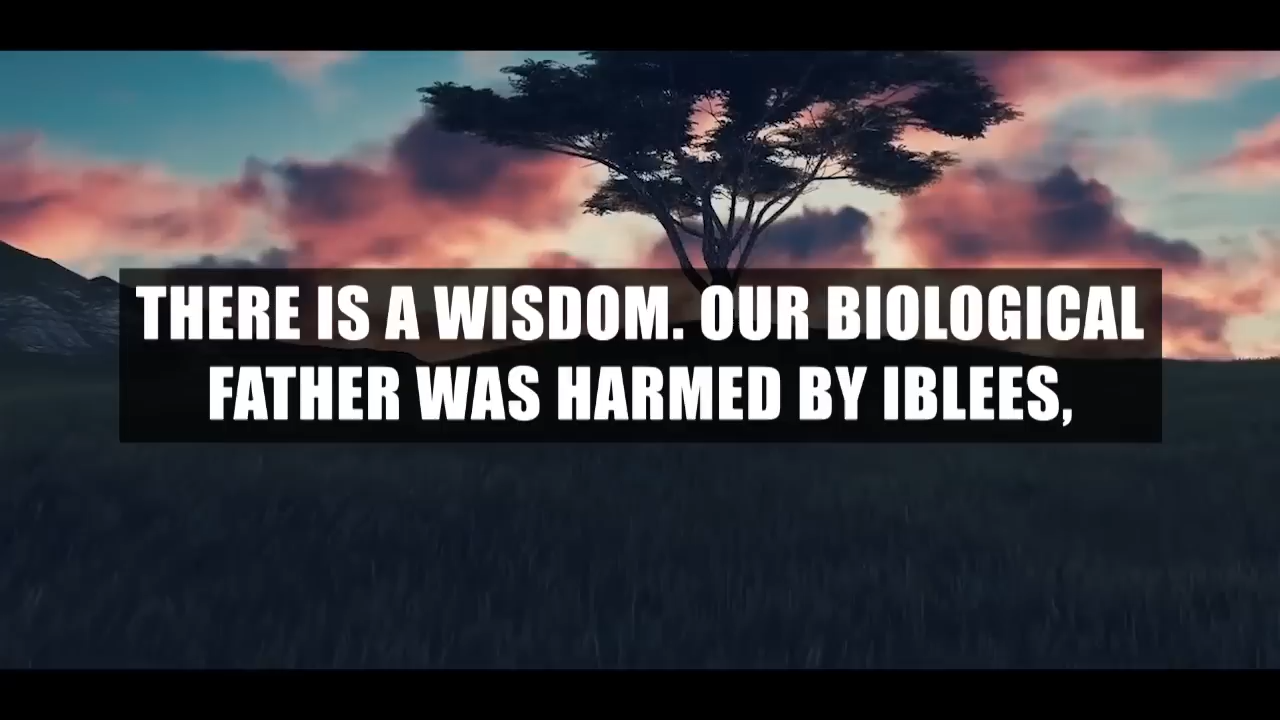 THERE IS A WISDOM. OUR BIOLOGICAL
FATHER WAS HARMED BY IBLEES,